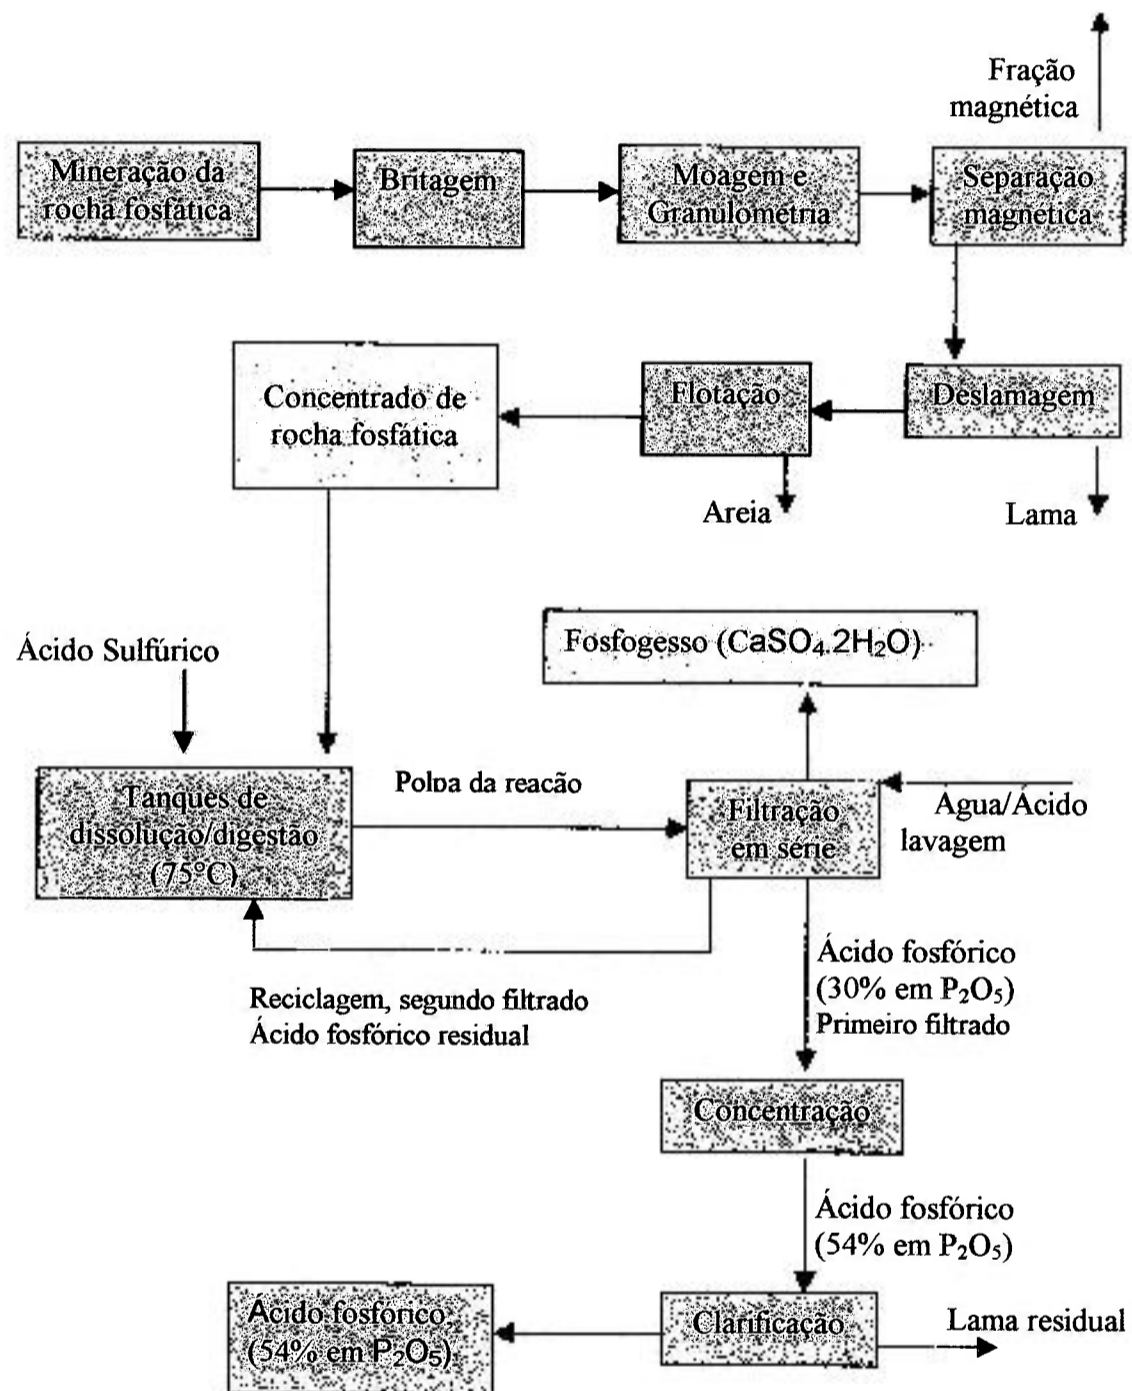 Fração
magnética
Mineração da
rocha fosfática
Britagem
Moagem e
Granulometria
Separação
magnetica
Concentrado de
rocha fosfática
Flotação
Deslamagem
Areia
Lama
Ácido Sulfúrico
Fosfogesso (CaSO₄.2H₂O)
Tanques de
dissolução/digestão
(75°C)
Polpa da reacão
Filtração
em série
Agua/Ácido
lavagem
Reciclagem, segundo filtrado
Ácido fosfórico residual
Ácido fosfórico
(30% em P₂O₅)
Primeiro filtrado
Concentração
Ácido fosfórico
(54% em P₂O₅)
Ácido fosfórico,
(54% em P₂O₅)
Clarificação
Lama residual